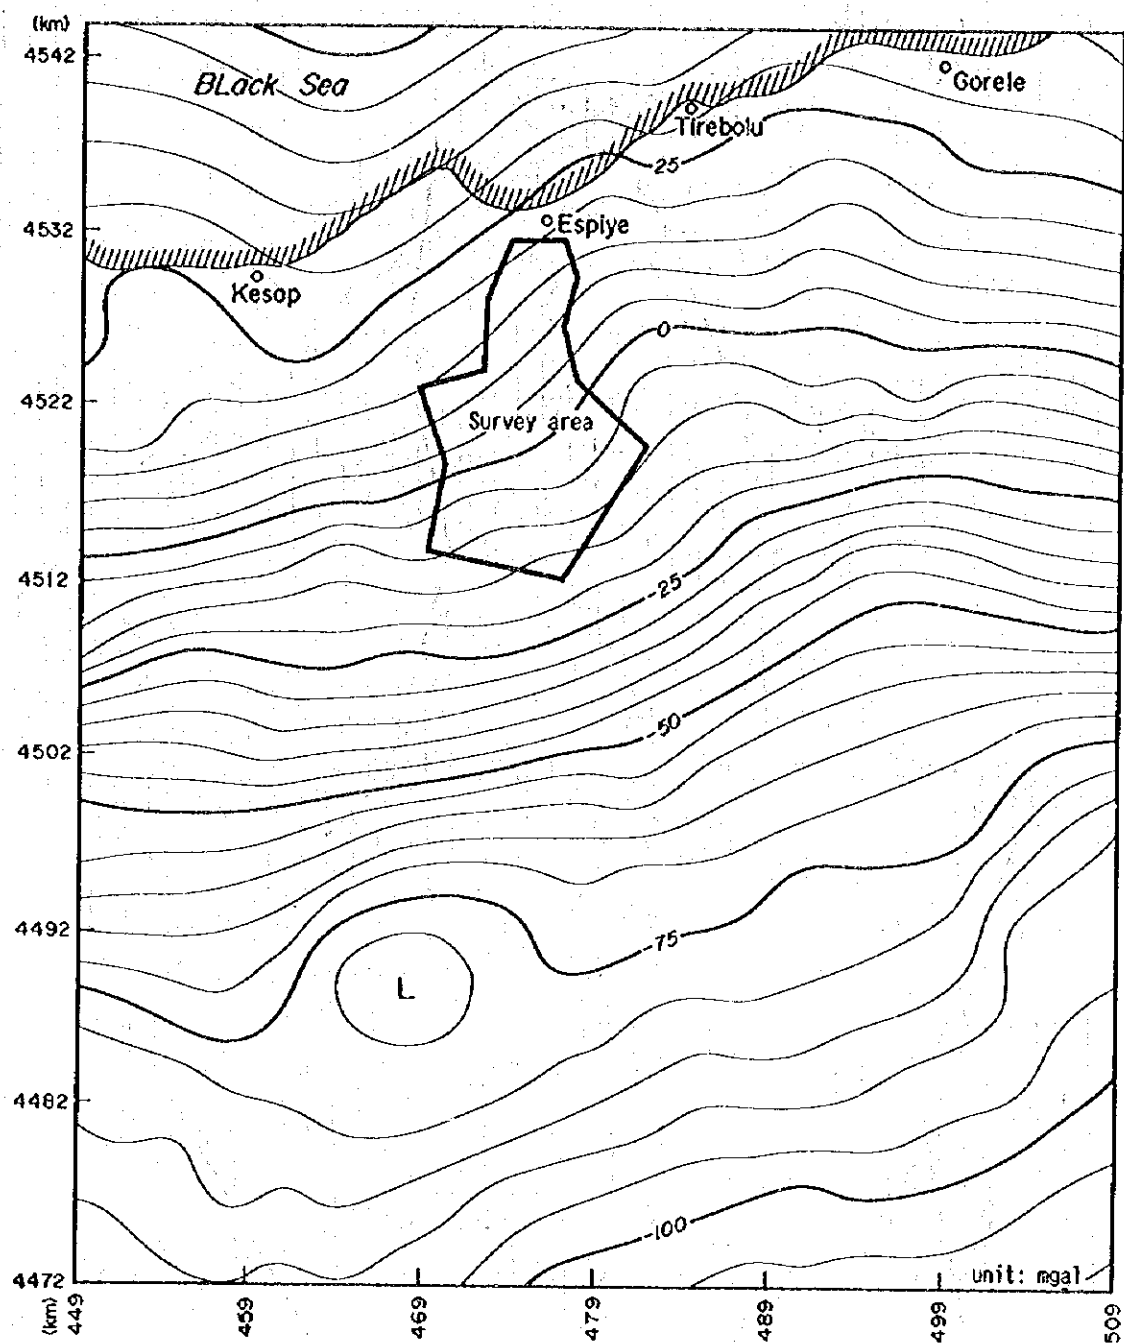 (km)
4542
BLack Sea
Gorele
Tirebolu
25
4532
Espiye
Kesop
0
4522
Survey area
4512
-25
-50
4502
4492
-75
L
4482
-100
4472
unit: mgal
(km)
449
459
469
479
489
499
509